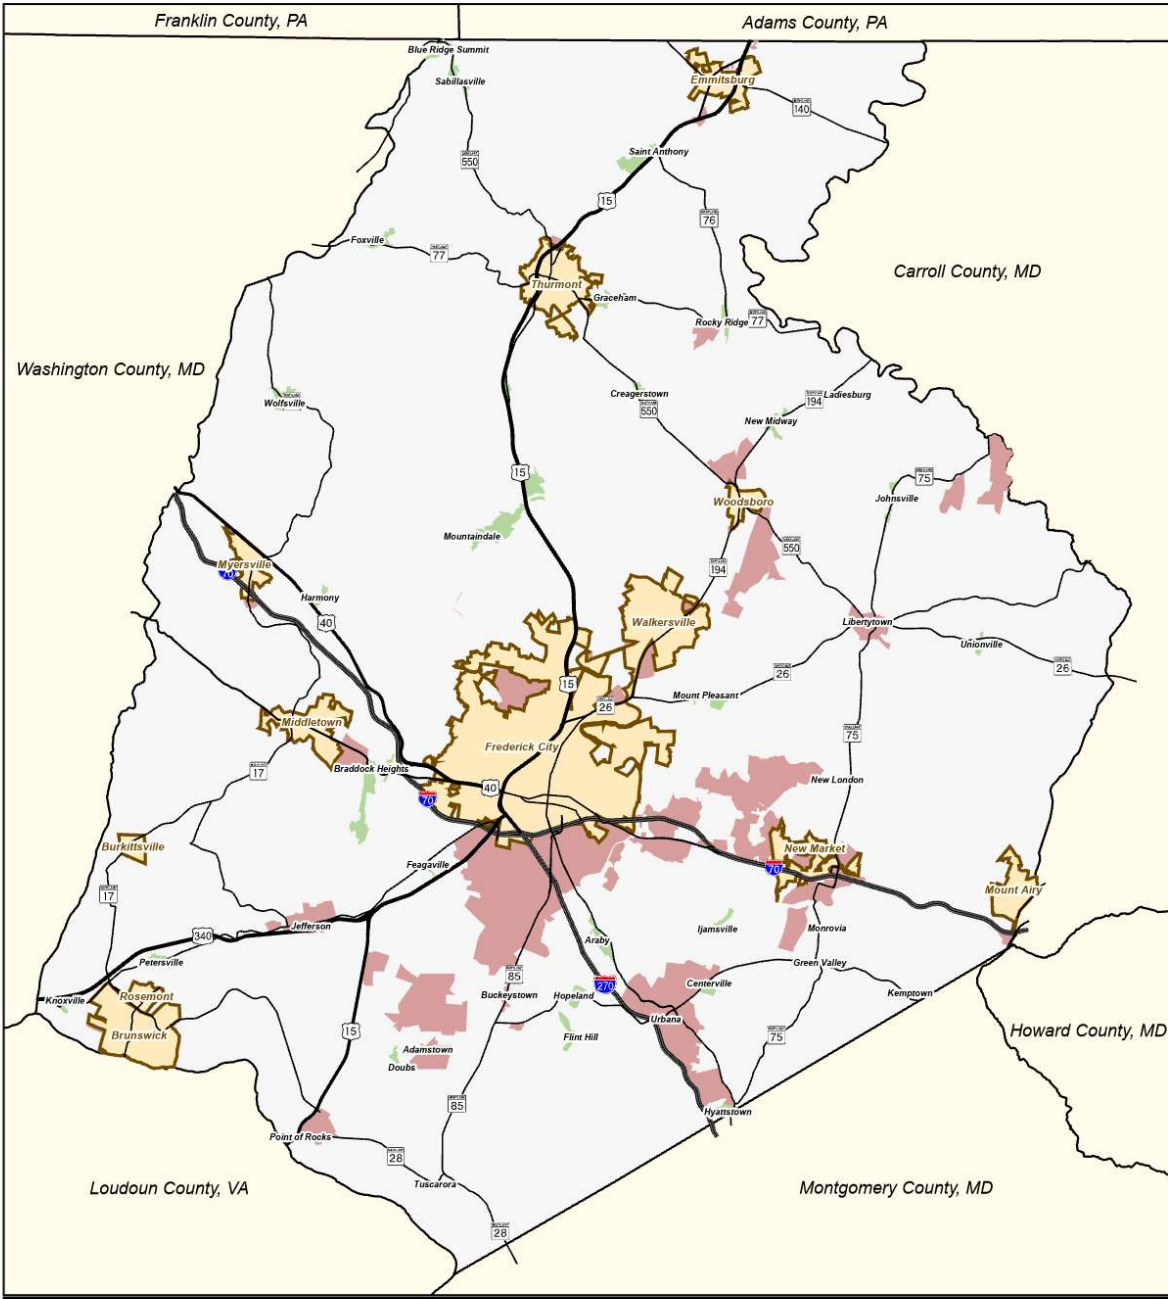 Franklin County, PA
Adams County, PA
Blue Ridge Summit
Sabillasville
Emmitsburg
140
550
Saint Anthony
15
76
Foxville
77
Carroll County, MD
Thurmont
Graceham
Rocky Ridge
77
Washington County, MD
Wolfsville
Creagerstown
550
194
Ladiesburg
New Midway
15
75
Johnsville
Woodsboro
Mountaindale
550
Myersville
70
194
Harmony
40
Walkersville
Libertytown
Unionville
26
26
15
Mount Pleasant
26
Middletown
75
Frederick City
17
Braddock Heights
New London
40
70
Burkittsville
New Market
Feagaville
70
Mount Airy
17
Jefferson
340
Ijamsville
Monrovia
Araby
Petersville
Green Valley
85
270
Centerville
Knoxville
Rosemont
Buckeystown
Hopeland
Kemptown
Urbana
15
Brunswick
Flint Hill
75
Howard County, MD
Adamstown
Doubs
85
Hyattstown
Point of Rocks
28
Tuscarora
Loudoun County, VA
Montgomery County, MD
28